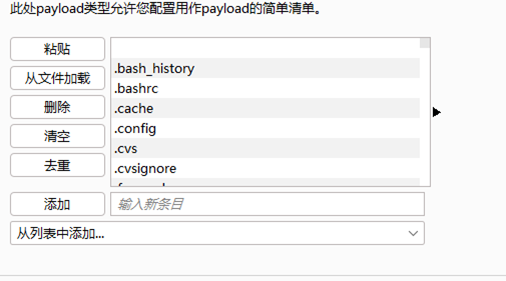 此处payload类型允许您配置用作payload的简单清单。
粘贴
从文件加载
删除
清空
去重
.bash_history
.bashrc
.cache
.config
.cvs
.cvsignore
添加
输入新条目
从列表中添加...